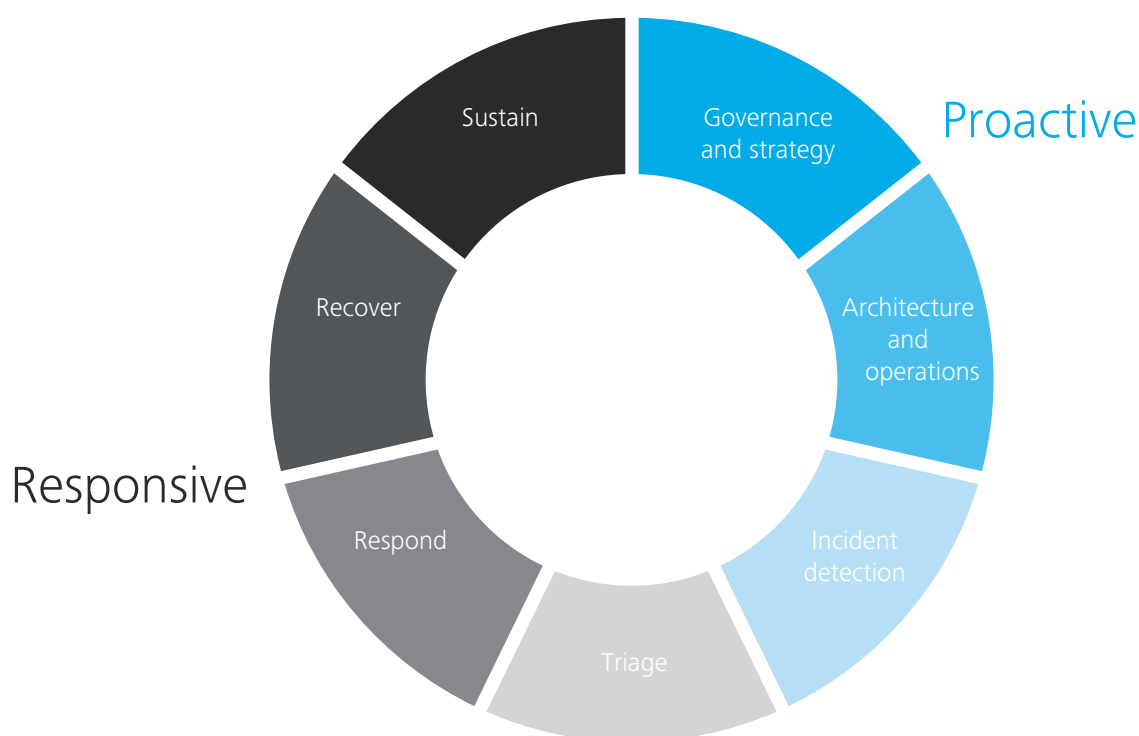 Sustain
Governance
and strategy
Proactive
Recover
Architecture
and
operations
Responsive
Respond
Incident
detection
Triage